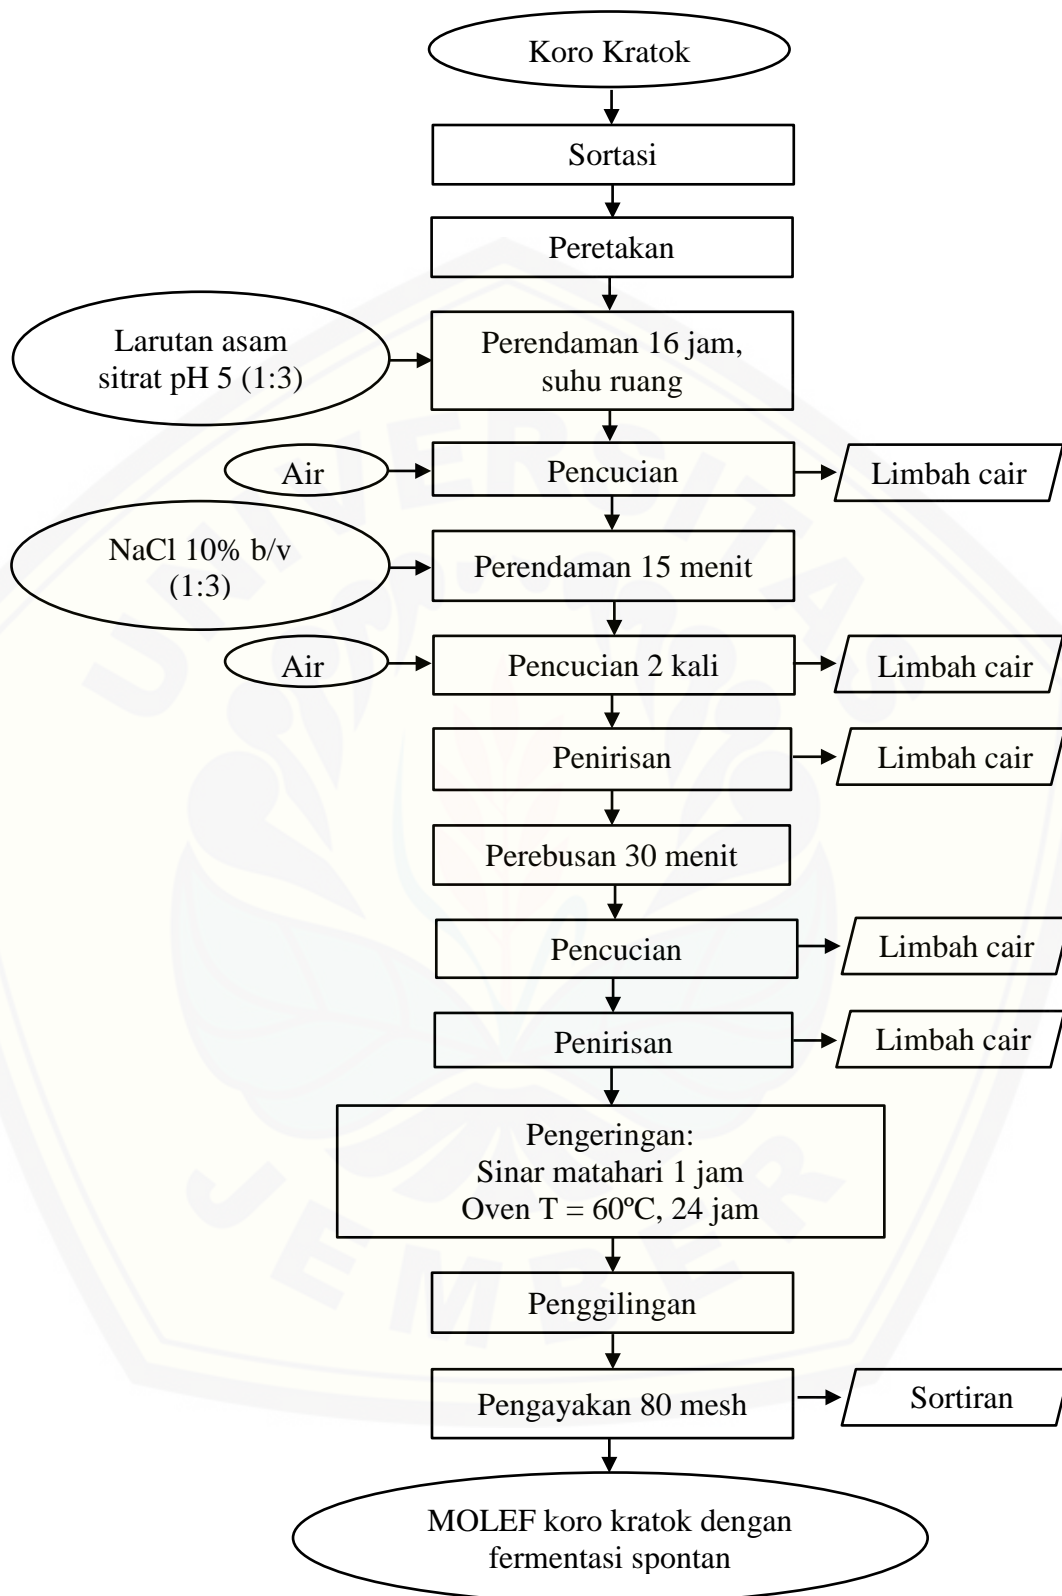 Koro Kratok
Sortasi
Peretakan
Larutan asam
sitrat pH 5 (1:3)
Perendaman 16 jam,
suhu ruang
Air
Pencucian
Limbah cair
NaCl 10% b/v
(1:3)
Perendaman 15 menit
Air
Pencucian 2 kali
Limbah cair
Penirisan
Limbah cair
Perebusan 30 menit
Pencucian
Limbah cair
Penirisan
Limbah cair
Pengeringan:
Sinar matahari 1 jam
Oven T = 60ºC, 24 jam
Penggilingan
Pengayakan 80 mesh
Sortiran
MOLEF koro kratok dengan
fermentasi spontan
UNIVERSITAS
JEMBER